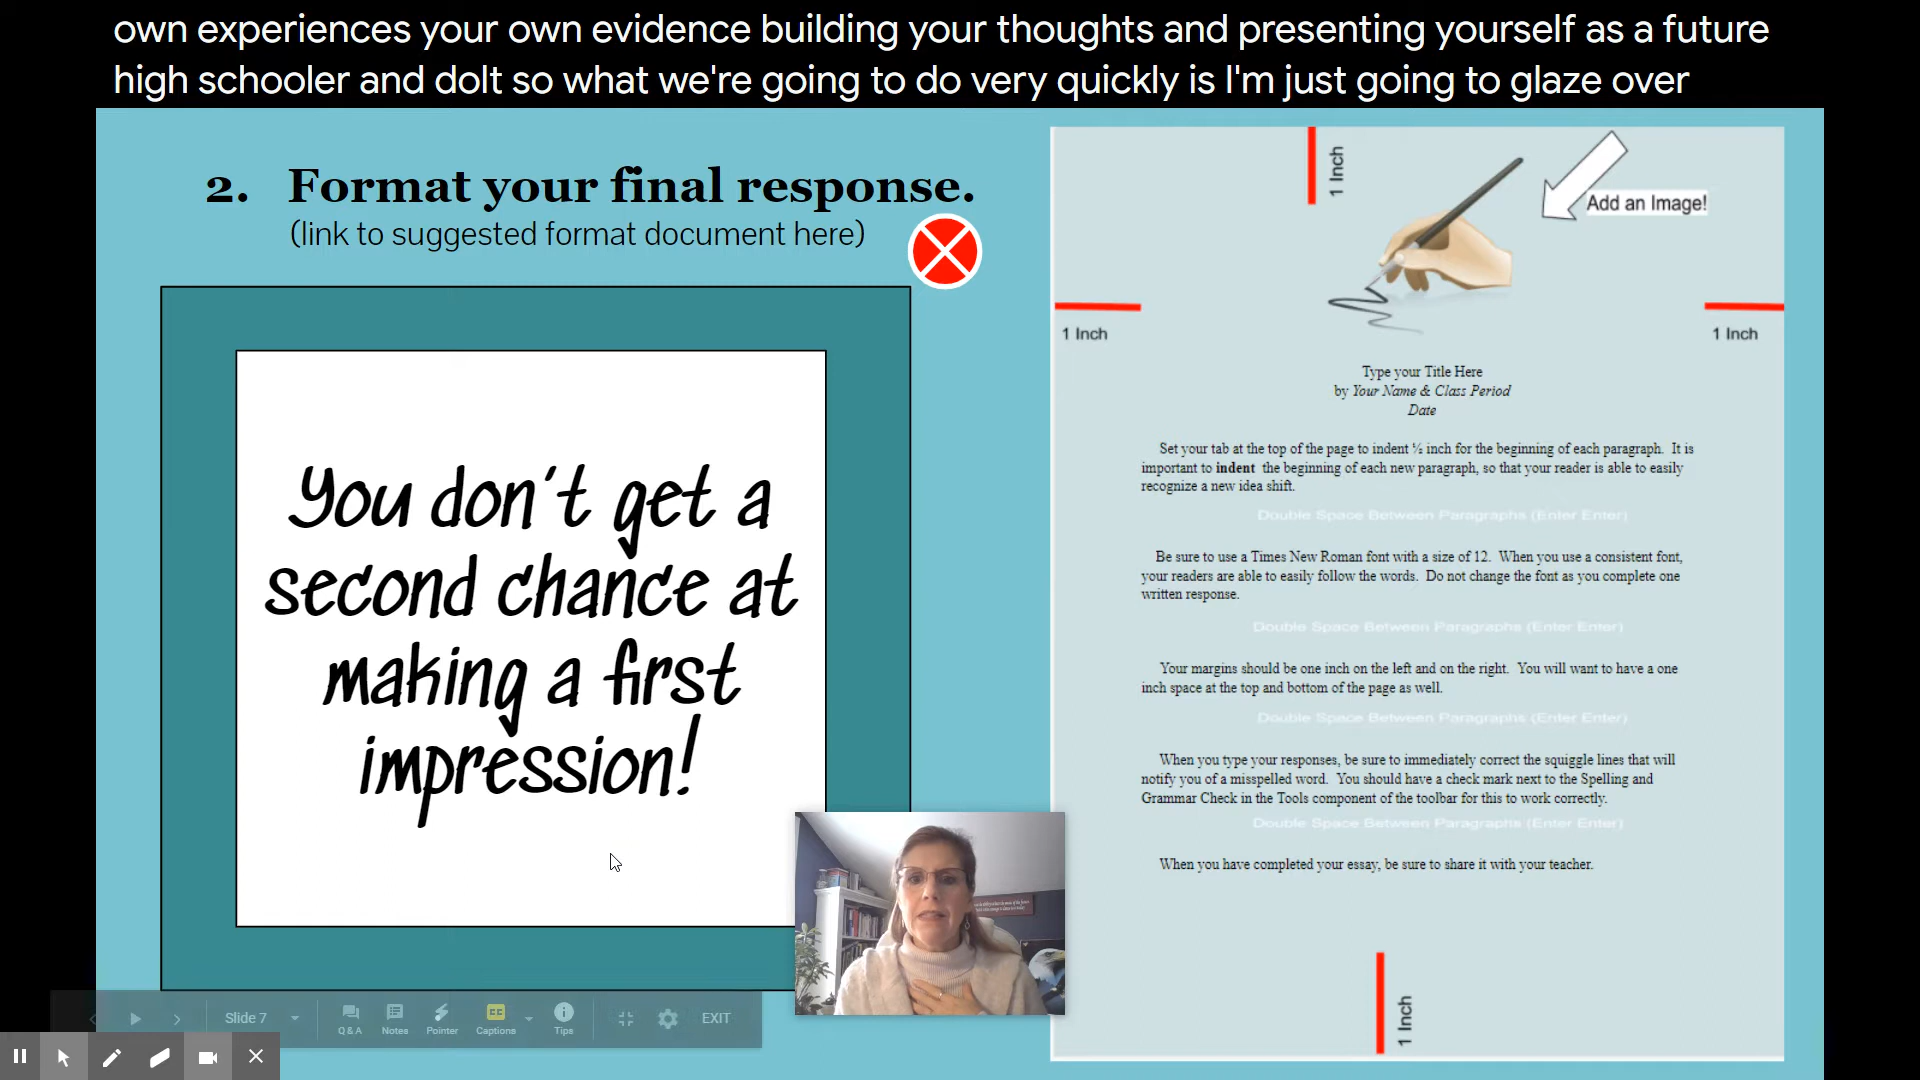 own experiences your own evidence building your thoughts and presenting yourself as a future
high schooler and dolt so what we're going to do very quickly is I'm just going to glaze over
2. Format your final response.
(link to suggested format document here)
You don't get a
second chance at
making a first
impression!
1 Inch
Add an Image!
1 Inch
1 Inch
Type your Title Here
by Your Name & Class Period
Date
Set your tab at the top of the page to indent ½ inch for the beginning of each paragraph. It is
important to indent the beginning of each new paragraph, so that your reader is able to easily
recognize a new idea shift.
Double Space Between Paragraphs (Enter Enter)
Be sure to use a Times New Roman font with a size of 12. When you use a consistent font,
your readers are able to easily follow the words. Do not change the font as you complete one
written response.
Double Space Between Paragraphs (Enter Enter)
Your margins should be one inch on the left and on the right. You will want to have a one
inch space at the top and bottom of the page as well.
Double Space Between Paragraphs (Enter Enter)
When you type your responses, be sure to immediately correct the squiggle lines that will
notify you of a misspelled word. You should have a check mark next to the Spelling and
Grammar Check in the Tools component of the toolbar for this to work correctly.
Double Space Between Paragraphs (Enter Enter)
When you have completed your essay, be sure to share it with your teacher.
1 Inch
Slide 7
Q & A
Notes
Pointer
Captions
Tips
EXIT